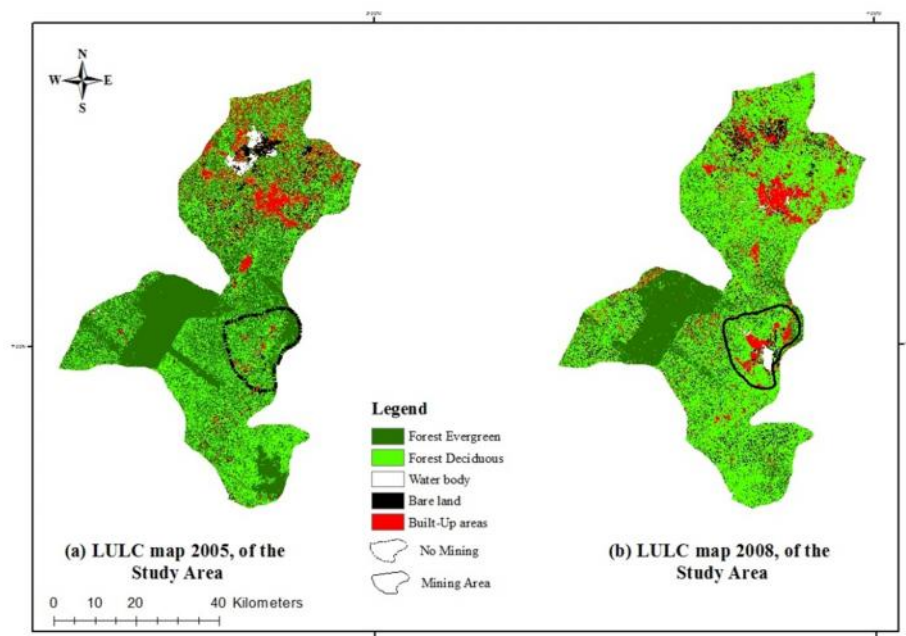 N
W E
S
Legend
Forest Evergreen
Forest Deciduous
Water body
Bare land
Built-Up areas
No Mining
Mining Area
(a) LULC map 2005, of the
Study Area
(b) LULC map 2008, of the
Study Area
0 10 20 40 Kilometers